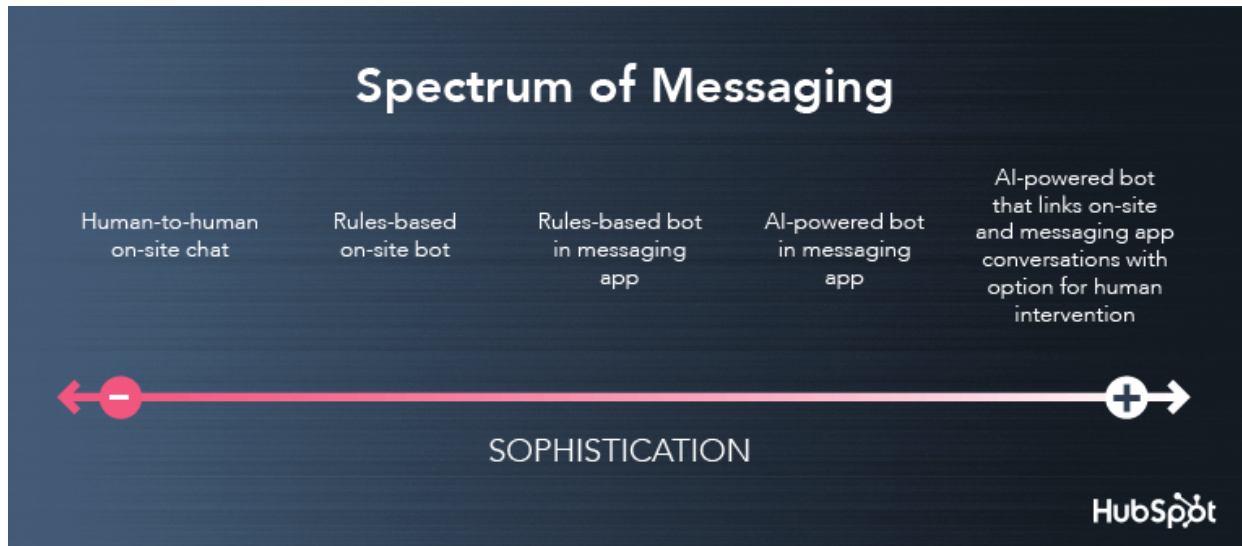 Spectrum of Messaging
Human-to-human
on-site chat
Rules-based
on-site bot
Rules-based bot
in messaging
app
AI-powered bot
in messaging
app
AI-powered bot
that links on-site
and messaging app
conversations with
option for human
intervention
SOPHISTICATION
HubSpot